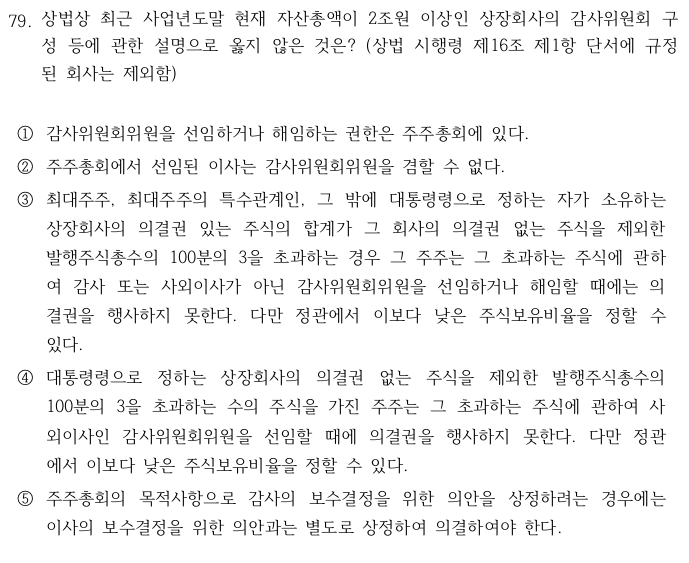 79. 상법상 최근 사업년도말 현재 자산총액이 2조원 이상인 상장회사의 감사위원회 구
성 등에 관한 설명으로 옳지 않은 것은? (상법 시행령 제16조 제1항 단서에 규정
된 회사는 제외함)
① 감사위원회위원을 선임하거나 해임하는 권한은 주주총회에 있다.
② 주주총회에서 선임된 이사는 감사위원회위원을 겸할 수 없다.
③ 최대주주, 최대주주의 특수관계인, 그 밖에 대통령령으로 정하는 자가 소유하는
상장회사의 의결권 있는 주식의 합계가 그 회사의 의결권 없는 주식을 제외한
발행주식총수의 100분의 3을 초과하는 경우 그 주주는 그 초과하는 주식에 관하
여 감사 또는 사외이사가 아닌 감사위원회위원을 선임하거나 해임할 때에는 의
결권을 행사하지 못한다. 다만 정관에서 이보다 낮은 주식보유비율을 정할 수
있다.
④ 대통령령으로 정하는 상장회사의 의결권 없는 주식을 제외한 발행주식총수의
100분의 3을 초과하는 수의 주식을 가진 주주는 그 초과하는 주식에 관하여 사
외이사인 감사위원회위원을 선임할 때에 의결권을 행사하지 못한다. 다만 정관
에서 이보다 낮은 주식보유비율을 정할 수 있다.
⑤ 주주총회의 목적사항으로 감사의 보수결정을 위한 의안을 상정하려는 경우에는
이사의 보수결정을 위한 의안과는 별도로 상정하여 의결하여야 한다.